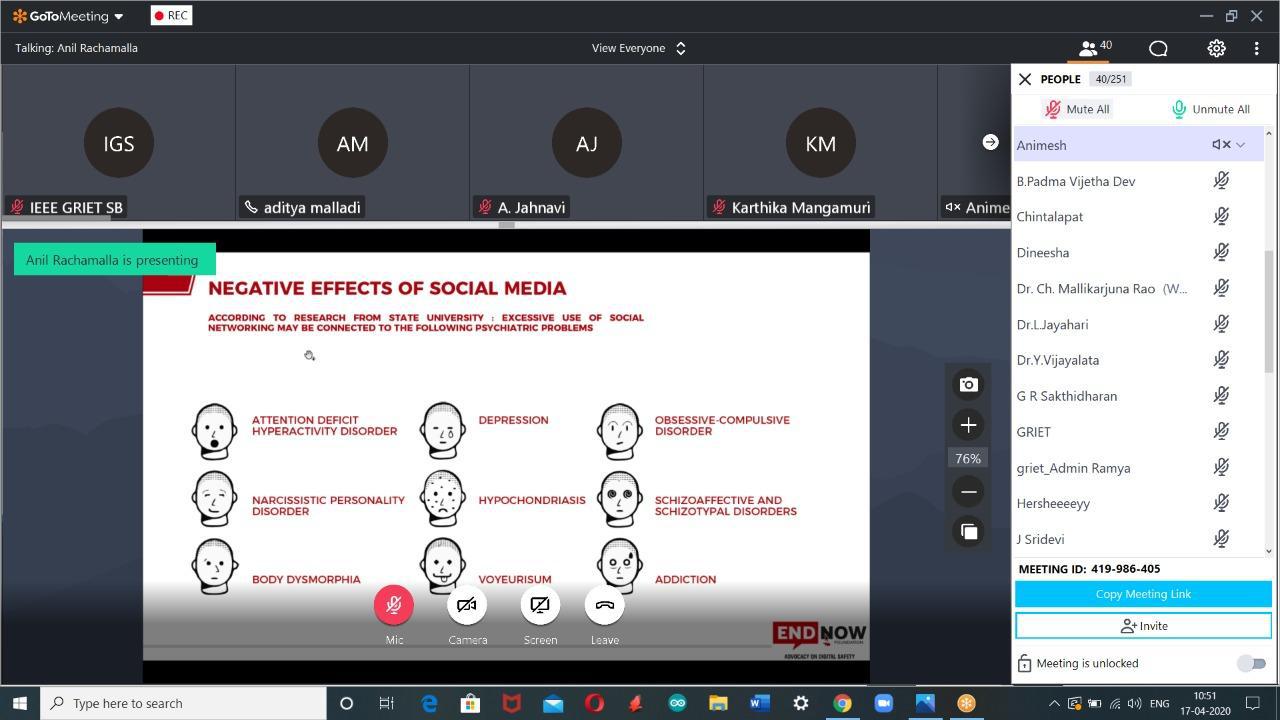 GoToMeeting
REC
Talking: Anil Rachamalla
View Everyone
40
IGS
IEEE GRIET SB
AM
aditya malladi
AJ
A. Jahnavi
KM
Karthika Mangamuri
Anime
Anil Rachamalla is presenting
NEGATIVE EFFECTS OF SOCIAL MEDIA
ACCORDING TO RESEARCH FROM STATE UNIVERSITY : EXCESSIVE USE OF SOCIAL
NETWORKING MAY BE CONNECTED TO THE FOLLOWING PSYCHIATRIC PROBLEMS
ATTENTION DEFICIT
HYPERACTIVITY DISORDER
DEPRESSION
OBSESSIVE-COMPULSIVE
DISORDER
NARCISSISTIC PERSONALITY
DISORDER
HYPOCHONDRIASIS
SCHIZOAFFECTIVE AND
SCHIZOTYPAL DISORDERS
BODY DYSMORPHIA
VOYEURISUM
ADDICTION
Mic
Camera
Screen
Leave
END NOW
FOUNDATION
ADVOCACY ON DIGITAL SAFETY
76%
PEOPLE 40/251
Mute All
Unmute All
Animesh
B.Padma Vijetha Dev
Chintalapat
Dineesha
Dr. Ch. Mallikarjuna Rao (W...
Dr.L.Jayahari
Dr.Y.Vijayalata
G R Sakthidharan
GRIET
griet_Admin Ramya
Hersheeeeyy
J Sridevi
MEETING ID: 419-986-405
Copy Meeting Link
Invite
Meeting is unlocked
Type here to search
ENG
10:51
17-04-2020